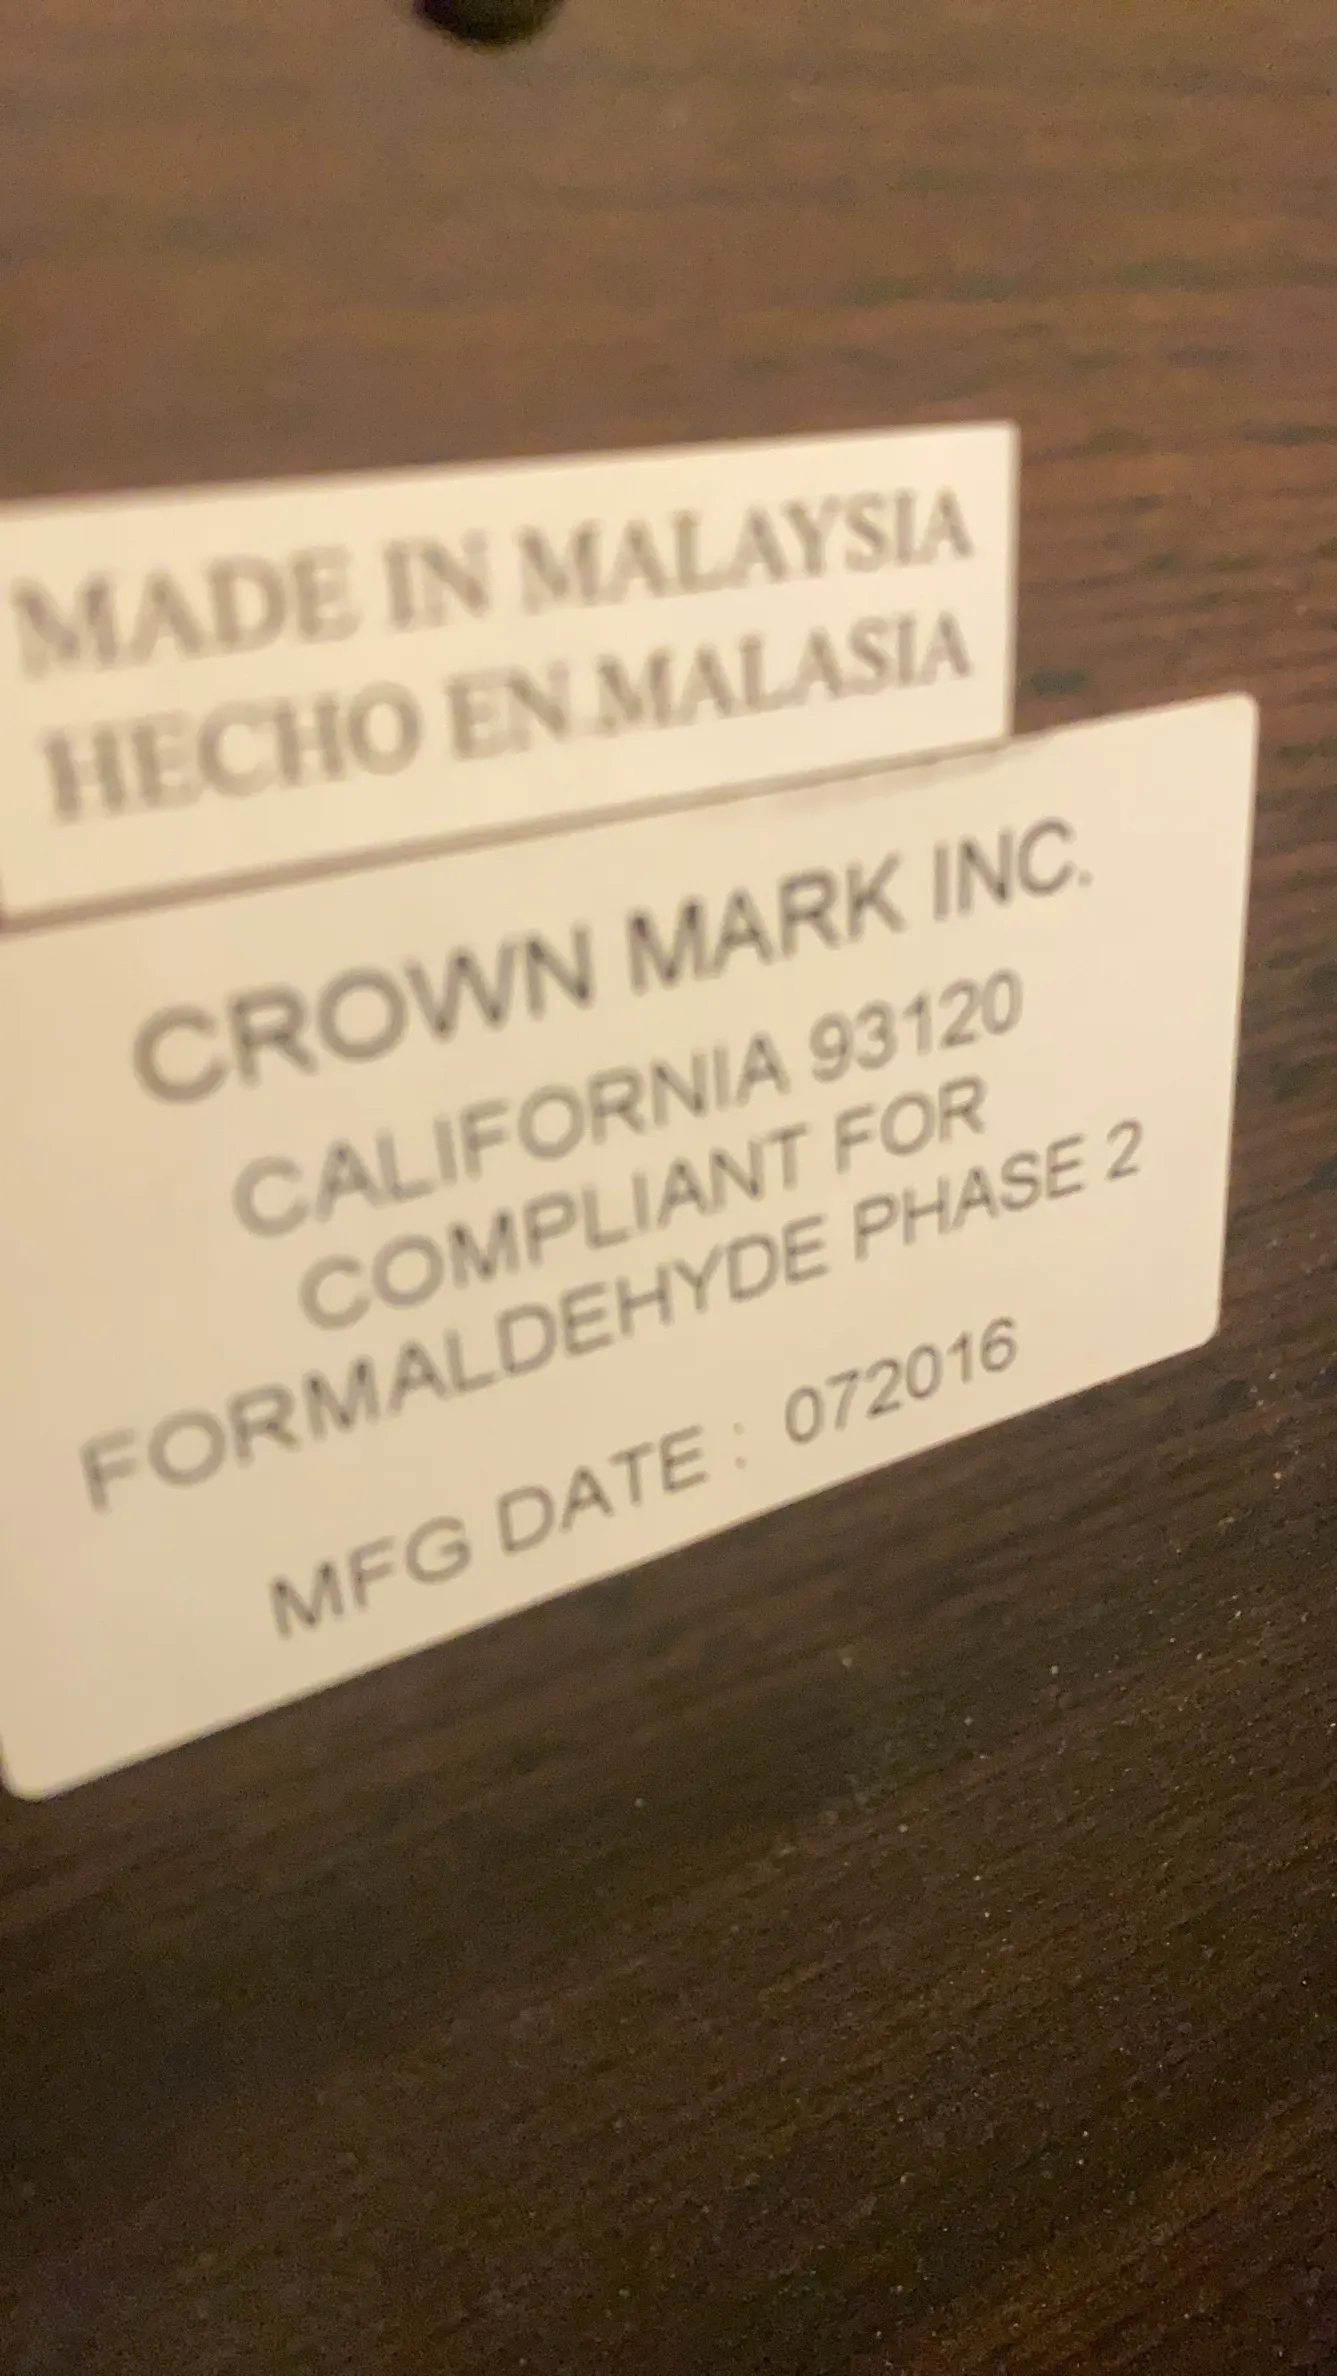 MADE IN MALAYSIA
HECHO EN MALASIA
CROWN MARK INC.
CALIFORNIA 93120
COMPLIANT FOR
FORMALDEHYDE PHASE 2
MFG DATE : 072016